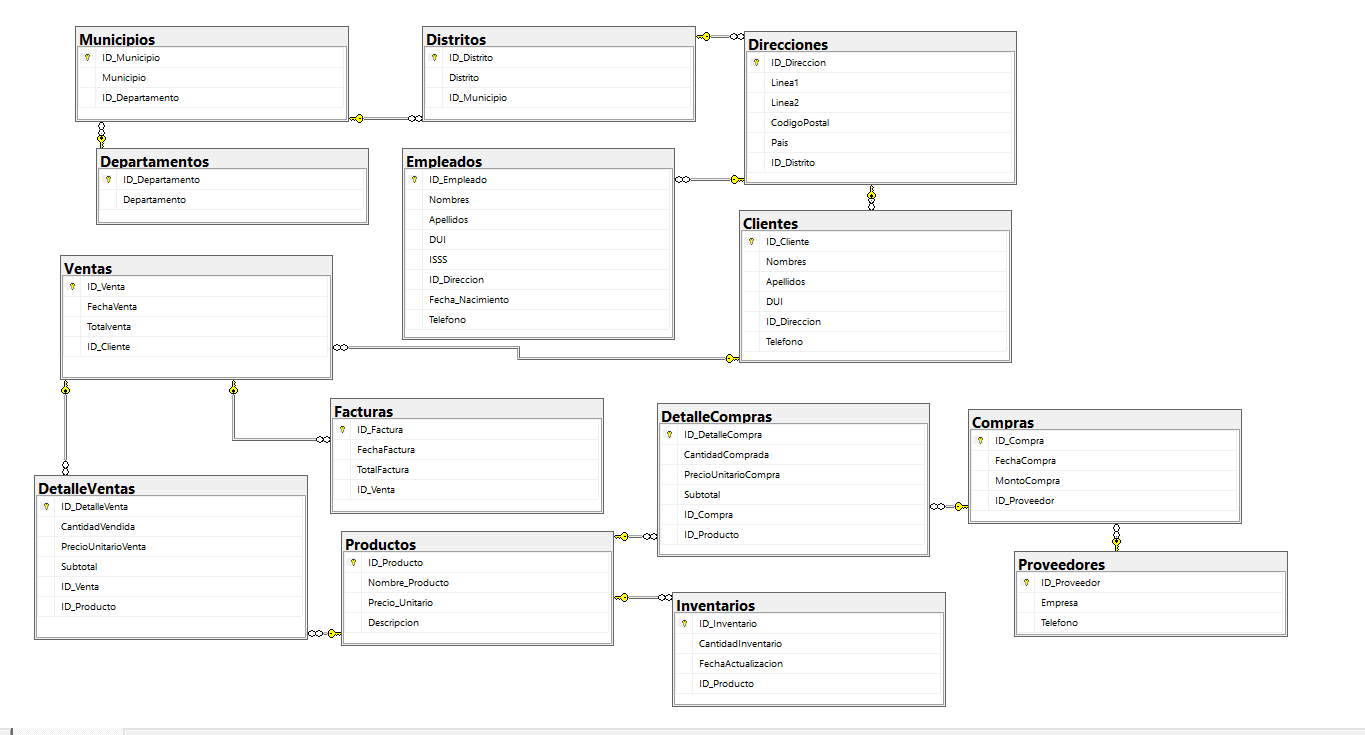 Municipios
ID_Municipio
Municipio
ID_Departamento
Distritos
ID_Distrito
Distrito
ID_Municipio
Direcciones
ID_Direccion
Linea1
Linea2
CodigoPostal
Pais
ID_Distrito
Departamentos
ID_Departamento
Departamento
Empleados
ID_Empleado
Nombres
Apellidos
DUI
ISSS
ID_Direccion
Fecha_Nacimiento
Telefono
Clientes
ID_Cliente
Nombres
Apellidos
DUI
ID_Direccion
Telefono
Ventas
ID_Venta
FechaVenta
Totalventa
ID_Cliente
Facturas
ID_Factura
FechaFactura
TotalFactura
ID_Venta
DetalleCompras
ID_DetalleCompra
CantidadComprada
PrecioUnitarioCompra
Subtotal
ID_Compra
ID_Producto
Compras
ID_Compra
FechaCompra
MontoCompra
ID_Proveedor
DetalleVentas
ID_DetalleVenta
CantidadVendida
PrecioUnitarioVenta
Subtotal
ID_Venta
ID_Producto
Productos
ID_Producto
Nombre_Producto
Precio_Unitario
Descripcion
Inventarios
ID_Inventario
CantidadInventario
FechaActualizacion
ID_Producto
Proveedores
ID_Proveedor
Empresa
Telefono